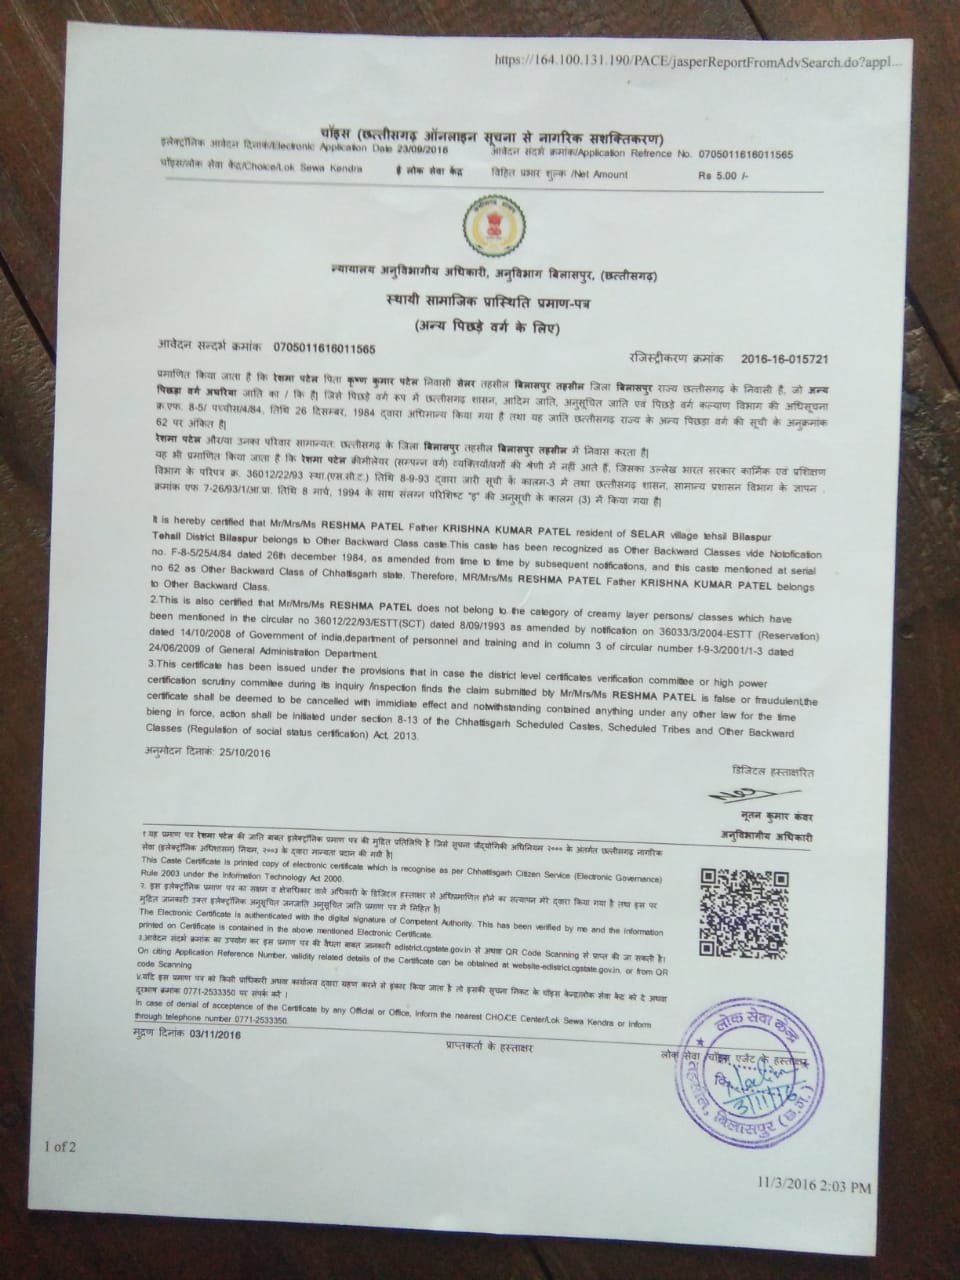 https://164.100.131.190/PACE/jasperReportFromAdvSearch.do?appl...
चॉइस (छत्तीसगढ़ ऑनलाइन सूचना से नागरिक सशक्तिकरण)
इलेक्ट्रॉनिक आवेदन दिनाक/Electronic Application Date 23/09/2016 आवेदन संदर्भ क्रमांक/Application Refrence No. 0705011616011565
चॉइस/लोक सेवा केंद्र/Choice/Lok Sewa Kendra ई लोक सेवा केंद्र विहित प्रभार शुल्क /Net Amount Rs 5.00 /-
न्यायालय अनुविभागीय अधिकारी, अनुविभाग बिलासपुर, (छत्तीसगढ़)
स्थायी सामाजिक प्रास्थिति प्रमाण-पत्र
(अन्य पिछड़े वर्ग के लिए)
आवेदन सन्दर्भ क्रमांक 0705011616011565
रजिस्ट्रीकरण क्रमांक 2016-16-015721
प्रमाणित किया जाता है कि रेशमा पटेल पिता कृष्ण कुमार पटेल निवासी सेलर तहसील बिलासपुर तहसील जिला बिलासपुर राज्य छत्तीसगढ़ के निवासी है, जो अन्य
पिछड़ा वर्ग अघरिया जाति का / कि है| जिसे पिछड़े वर्ग कप में छत्तीसगढ़ शासन, आदिम जाति, अनुसूचित जाति एवं पिछड़े वर्ग कल्याण विभाग की अधिसूचना
क्र.एफ. 8-5/ पच्चीस/4/84, तिथि 26 दिसम्बर, 1984 द्वारा अधिमान्य किया गया है तथा यह जाति छत्तीसगढ़ राज्य के अन्य पिछड़ा वर्ग की सूची के अनुक्रमांक
62 पर अंकित है|
रेशमा पटेल और/या उनका परिवार सामान्यतः छत्तीसगढ़ के जिला बिलासपुर तहसील बिलासपुर तहसील में निवास करता है|
यह भी प्रमाणित किया जाता है कि रेशमा पटेल क्रीमीलेयर (सम्पन्न वर्ग) व्यक्तियों/वर्गों की श्रेणी में नहीं आते है, जिसका उल्लेख भारत सरकार कार्मिक एवं प्रशिक्षण
विभाग के परिपत्र क्र. 36012/22/93 स्था.(एस.सी.ट.) तिथि 8-9-93 द्वारा जारी सूची के कालम-3 में तथा छत्तीसगढ़ शासन, सामान्य प्रशासन विभाग के ज्ञापन
क्रमांक एफ 7-26/93/1/आ.प्रा. तिथि 8 मार्च, 1994 के साथ संलग्न परिशिष्ट "इ" की अनुसूची के कालम (3) में किया गया है|
It is hereby certified that Mr/Mrs/Ms RESHMA PATEL Father KRISHNA KUMAR PATEL resident of SELAR village tehsil Bilaspur
Tehsil District Bilaspur belongs to Other Backward Class caste.This caste has been recognized as Other Backward Classes vide Notofication
no. F-8-5/25/4/84 dated 26th december 1984, as amended from time to time by subsequent notifications, and this caste mentioned at serial
no 62 as Other Backward Class of Chhattisgarh state. Therefore, MR/Mrs/Ms RESHMA PATEL Father KRISHNA KUMAR PATEL belongs
to Other Backward Class.
2.This is also certified that Mr/Mrs/Ms RESHMA PATEL does not belong to the category of creamy layer persons/ classes which have
been mentioned in the circular no 36012/22/93/ESTT(SCT) dated 8/09/1993 as amended by notification on 36033/3/2004-ESTT (Reservation)
dated 14/10/2008 of Government of india,department of personnel and training and in column 3 of circular number f-9-3/2001/1-3 dated
24/06/2009 of General Administration Department.
3.This certificate has been issued under the provisions that in case the district level certificates verification committee or high power
certification scrutiny commitee during its inquiry /inspection finds the claim submitted bty Mr/Mrs/Ms RESHMA PATEL is false or fraudulent,the
certificate shall be deemed to be cancelled with immidiate effect and notwithstanding contained anything under any other law for the time
bieng in force, action shall be initiated under section 8-13 of the Chhattisgarh Scheduled Castes, Scheduled Tribes and Other Backward
Classes (Regulation of social status certification) Act, 2013.
अनुमोदन दिनांक: 25/10/2016
डिजिटल हस्ताक्षरित
नूतन कुमार कंवर
अनुविभागीय अधिकारी
१.यह प्रमाण पत्र रेशमा पटेल की जाति बाबत इलेक्ट्रॉनिक प्रमाण पत्र की मुद्रित प्रतिलिपि है जिसे सूचना प्रौद्योगिकी अधिनियम २००० के अंतर्गत छत्तीसगढ़ नागरिक
सेवा (इलेक्ट्रॉनिक अधिशासन) नियम, २००३ के द्वारा मान्यता प्रदान की गयी है|
This Caste Certificate is printed copy of electronic certificate which is recognise as per Chhattisgarh Citizen Service (Electronic Governance)
Rule 2003 under the Information Technology Act 2000.
२. इस इलेक्ट्रॉनिक प्रमाण पत्र का सक्षम व क्षेत्राधिकार वाले अधिकारी के डिजिटल हस्ताक्षर से अधिप्रमाणित होने का सत्यापन मेरे द्वारा किया गया है तथा इस पर
मुद्रित जानकारी उक्त इलेक्ट्रॉनिक अनुसूचित जनजाति अनुसूचित जाति प्रमाण पत्र में निहित है|
The Electronic Certificate is authenticated with the digital signature of Competent Authority. This has been verified by me and the information
printed on Certificate is contained in the above mentioned Electronic Certificate.
३.आवेदन संदर्भ क्रमांक का उपयोग कर इस प्रमाण पत्र की वैधता बाबत जानकारी edistrict.cgstate.gov.in से अथवा QR Code Scanning से प्राप्त की जा सकती है|
On citing Application Reference Number, validity related details of the Certificate can be obtained at website-edistrict.cgstate.gov.in. or from QR
code Scanning
४.यदि इस प्रमाण पत्र को किसी प्राधिकारी अथवा कार्यालय द्वारा ग्रहण करने से इंकार किया जाता है तो इसकी सूचना निकट के चॉइस केन्द्र/लोक सेवा केंद्र को दे अथवा
दूरभाष क्रमांक 0771-2533350 पर संपर्क करे |
In case of denial of acceptance of the Certificate by any Official or Office, inform the nearest CHOICE Center/Lok Sewa Kendra or inform
through telephone number 0771-2533350.
मुद्रण दिनांक 03/11/2016
प्राप्तकर्ता के हस्ताक्षर
लोक सेवा /चॉइस एजेंट के हस्ताक्षर
लोक सेवा केन्द्र
तहसील, बिलासपुर (छ.ग.)
3/11/16
1 of 2
11/3/2016 2:03 PM